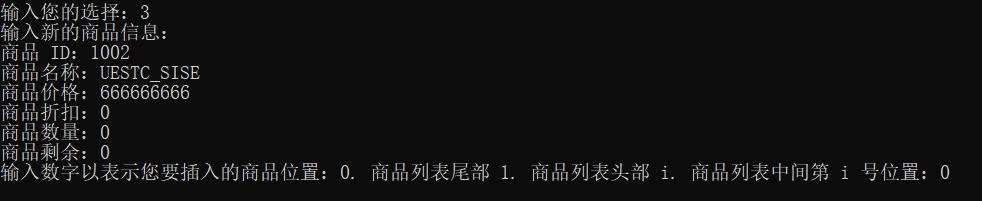 输入您的选择: 3
输入新的商品信息:
商品 ID: 1002
商品名称: UESTC_SISE
商品价格: 666666666
商品折扣: 0
商品数量: 0
商品剩余: 0
输入数字以表示您要插入的商品位置: 0. 商品列表尾部 1. 商品列表头部 i. 商品列表中间第 i 号位置: 0